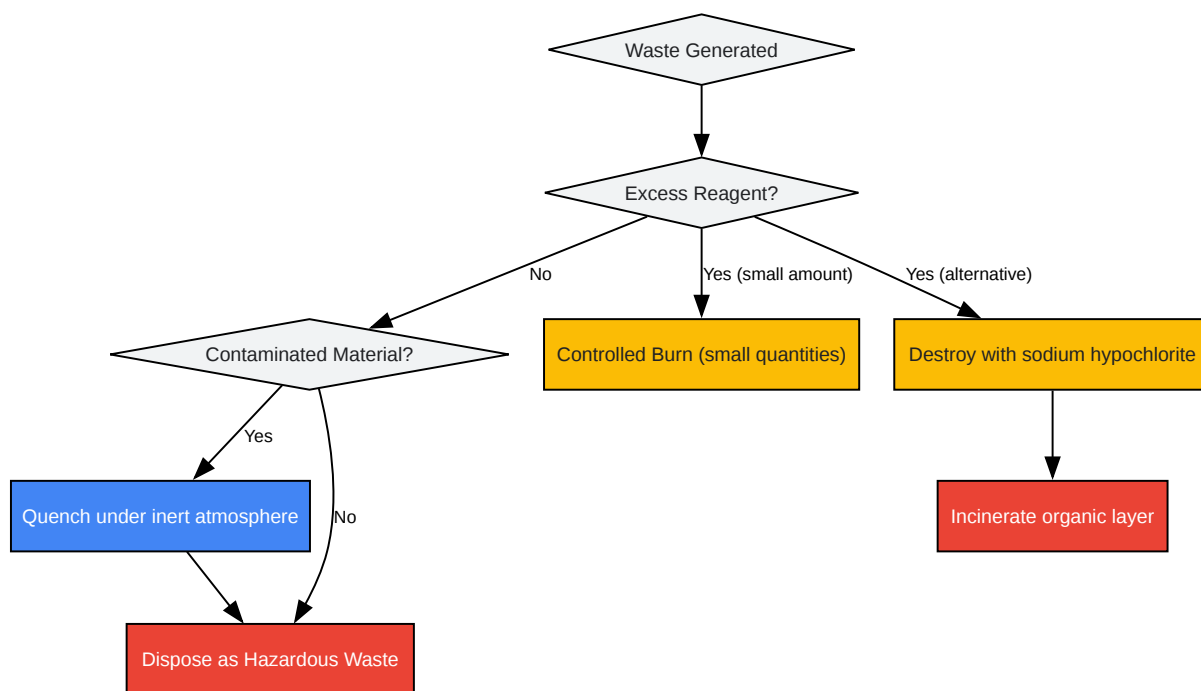 Waste Generated
Excess Reagent?
No
Yes (small amount)
Yes (alternative)
Contaminated Material?
Controlled Burn (small quantities)
Destroy with sodium hypochlorite
Yes
Quench under inert atmosphere
No
Incinerate organic layer
Dispose as Hazardous Waste